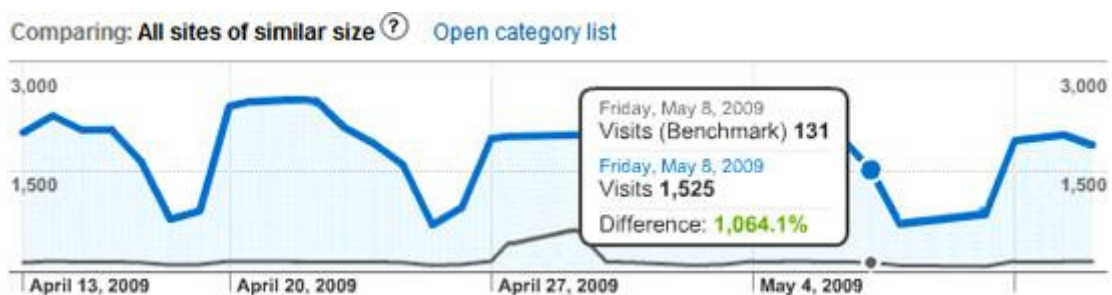 Comparing: All sites of similar size ? Open category list
3,000 3,000
Friday, May 8, 2009
Visits (Benchmark) 131
Friday, May 8, 2009
Visits 1,525
Difference: 1,064.1%
1,500 1,500
April 13, 2009 April 20, 2009 April 27, 2009 May 4, 2009